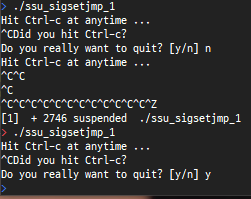 > ./ssu_sigsetjmp_1
Hit Ctrl-c at anytime ...
^CDid you hit Ctrl-c?
Do you really want to quit? [y/n] n
Hit Ctrl-c at anytime ...
^C^C
^C
^C^C^C^C^C^C^C^C^C^C^C^C^C^Z
[1]  + 2746 suspended  ./ssu_sigsetjmp_1
> ./ssu_sigsetjmp_1
Hit Ctrl-c at anytime ...
^CDid you hit Ctrl-c?
Do you really want to quit? [y/n] y
>